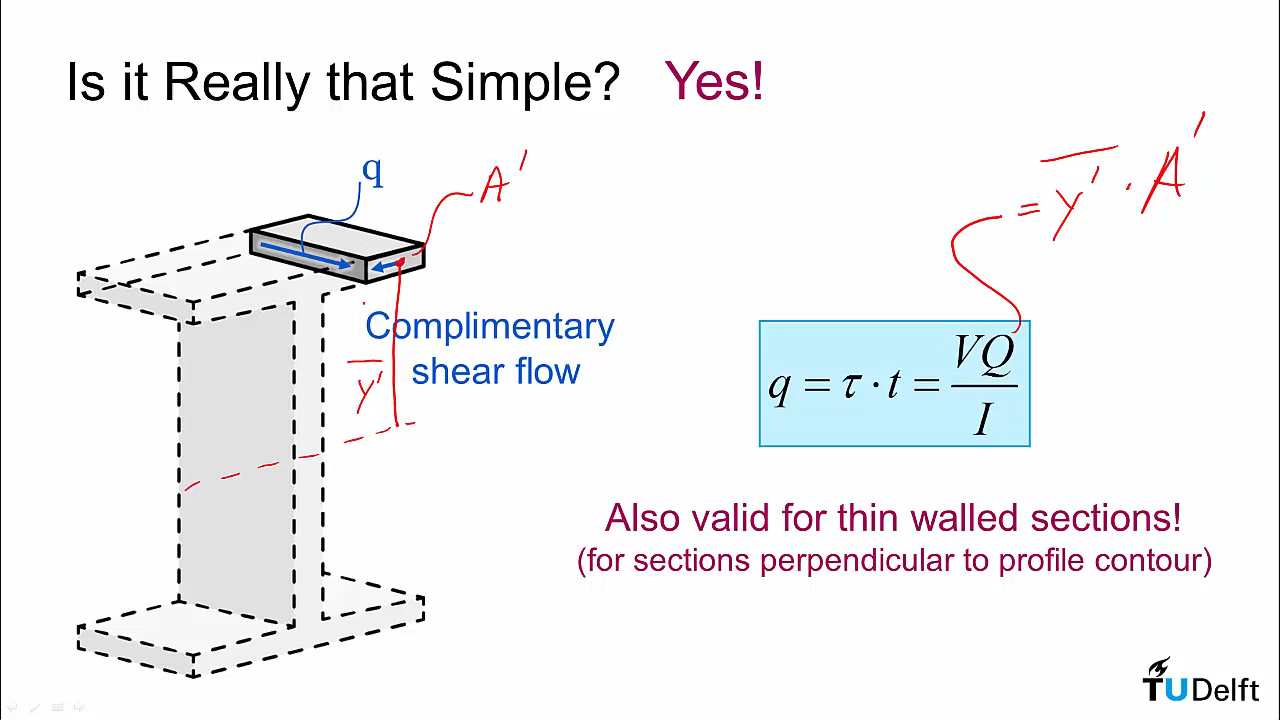 Is it Really that Simple? Yes!
q
A'
= y̅' · A'
Complimentary
shear flow
y̅'
q = τ · t = VQ / I
Also valid for thin walled sections!
(for sections perpendicular to profile contour)
TUDelft